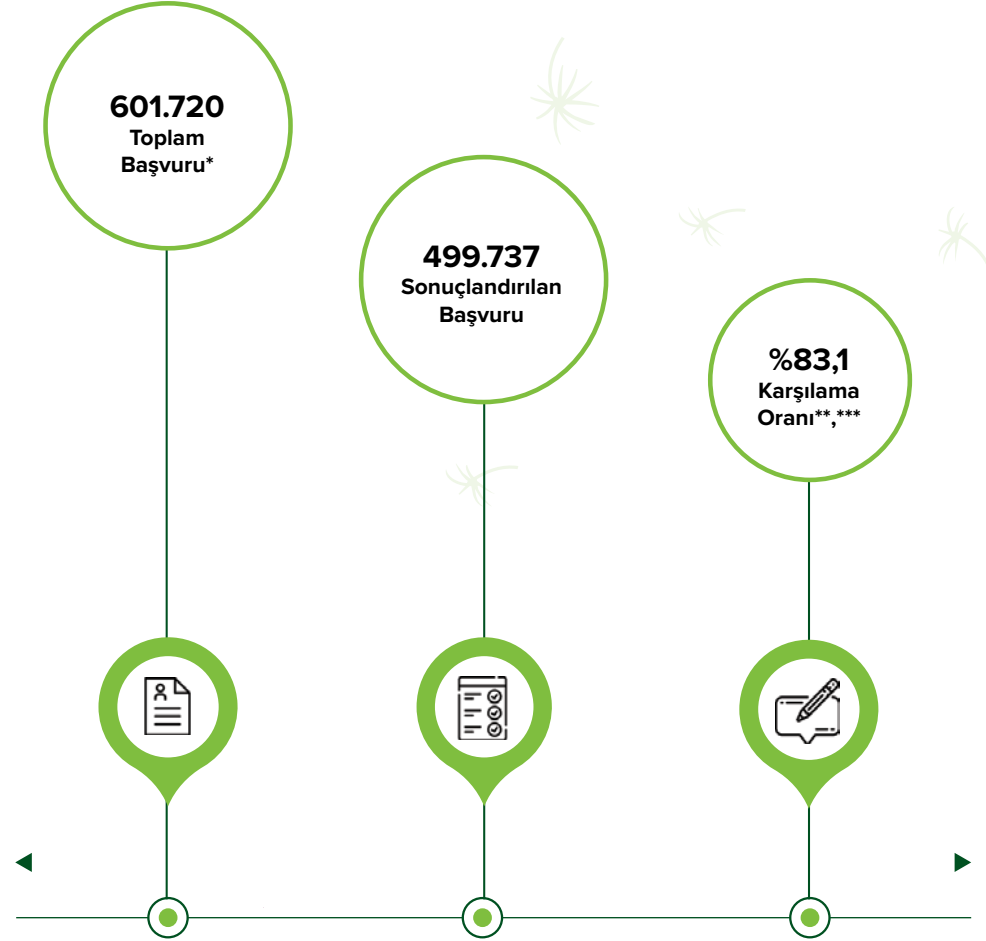 601.720
Toplam
Başvuru*
499.737
Sonuçlandırılan
Başvuru
%83,1
Karşılama
Oranı**,***